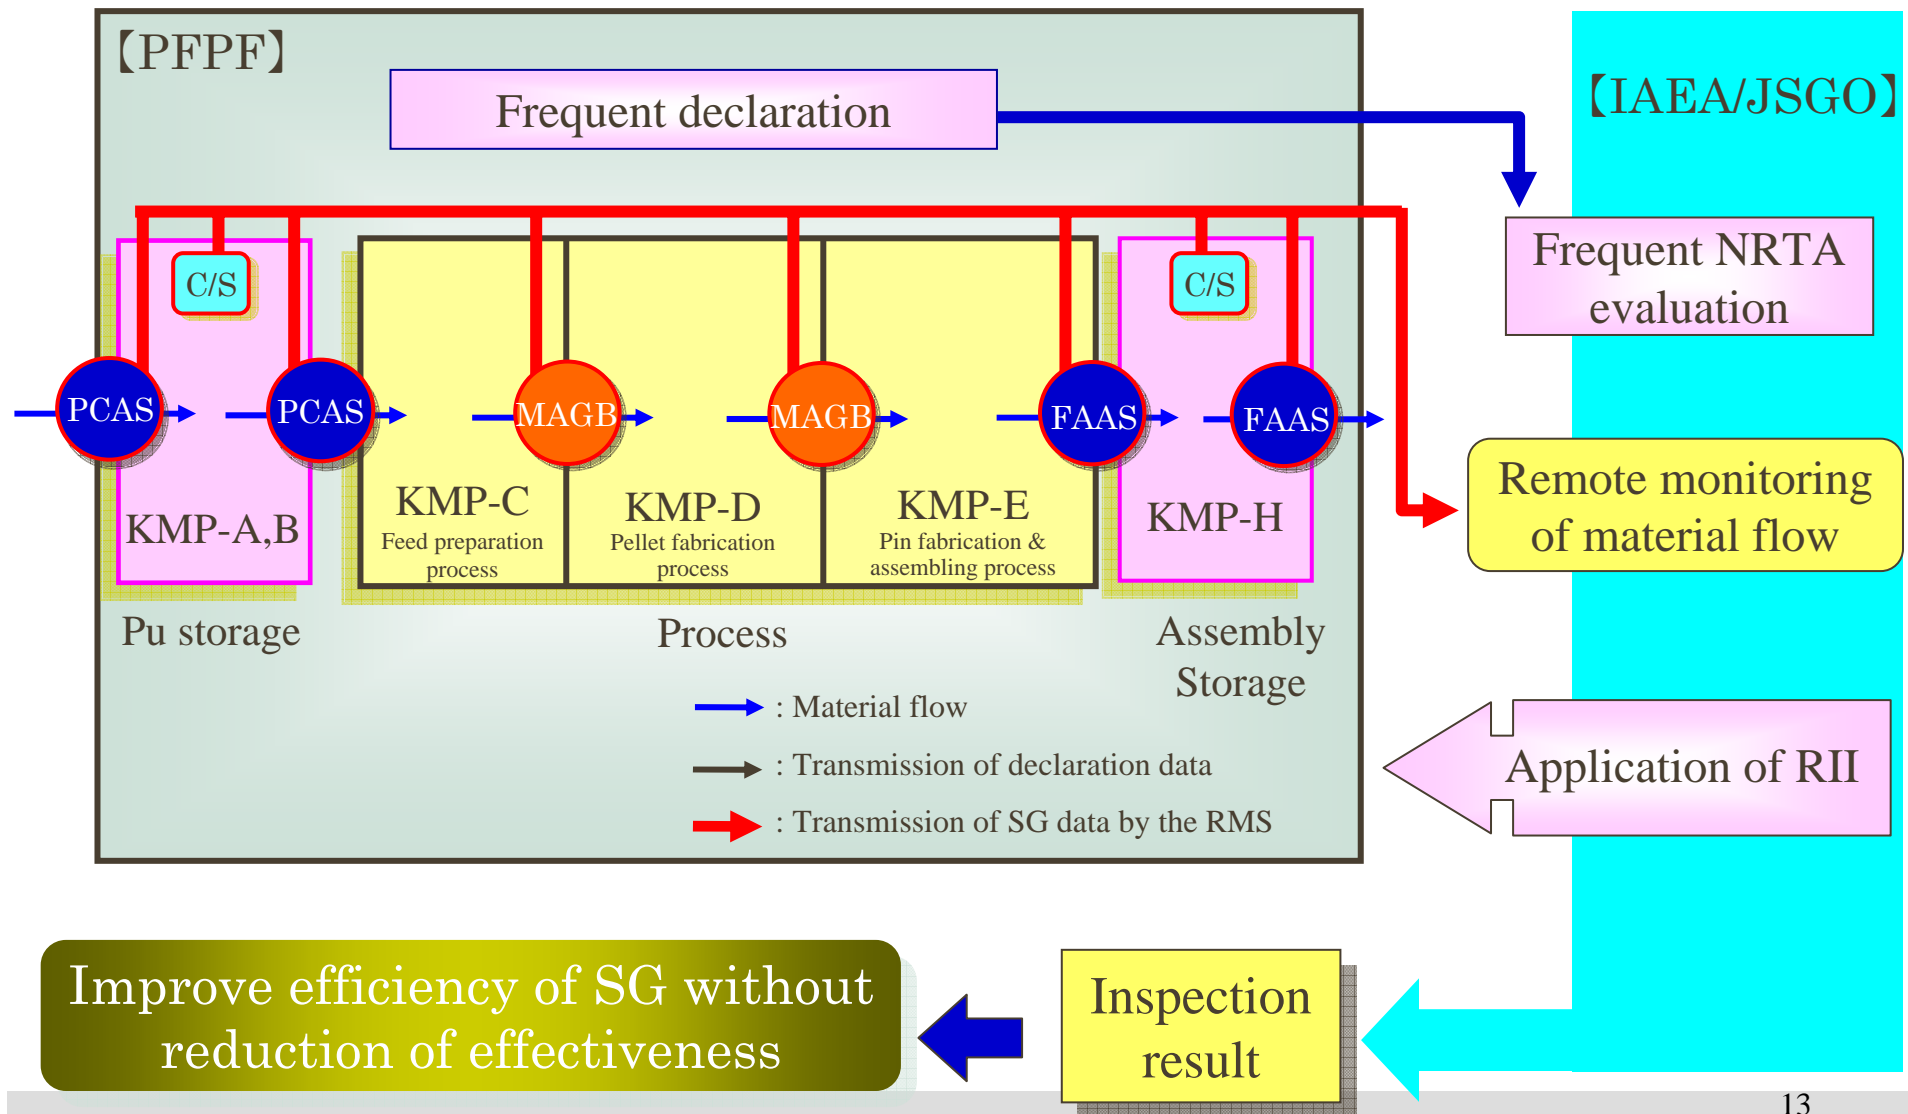 【PFPF】
Frequent declaration
【IAEA/JSGO】
Frequent NRTA
evaluation
C/S
C/S
PCAS
PCAS
MAGB
MAGB
FAAS
FAAS
KMP-A,B
KMP-C
Feed preparation
process
KMP-D
Pellet fabrication
process
KMP-E
Pin fabrication &
assembling process
KMP-H
Remote monitoring
of material flow
Pu storage
Process
Assembly
Storage
: Material flow
: Transmission of declaration data
: Transmission of SG data by the RMS
Application of RII
Improve efficiency of SG without
reduction of effectiveness
Inspection
result
13